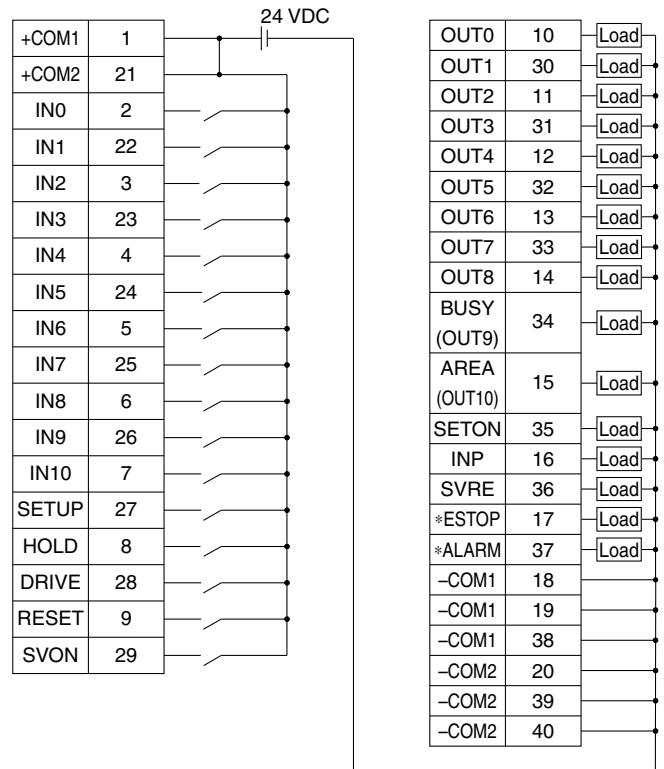 24 VDC
+COM1 1
+COM2 21
IN0 2
IN1 22
IN2 3
IN3 23
IN4 4
IN5 24
IN6 5
IN7 25
IN8 6
IN9 26
IN10 7
SETUP 27
HOLD 8
DRIVE 28
RESET 9
SVON 29
OUT0 10 Load
OUT1 30 Load
OUT2 11 Load
OUT3 31 Load
OUT4 12 Load
OUT5 32 Load
OUT6 13 Load
OUT7 33 Load
OUT8 14 Load
BUSY
(OUT9) 34 Load
AREA
(OUT10) 15 Load
SETON 35 Load
INP 16 Load
SVRE 36 Load
*ESTOP 17 Load
*ALARM 37 Load
–COM1 18
–COM1 19
–COM1 38
–COM2 20
–COM2 39
–COM2 40